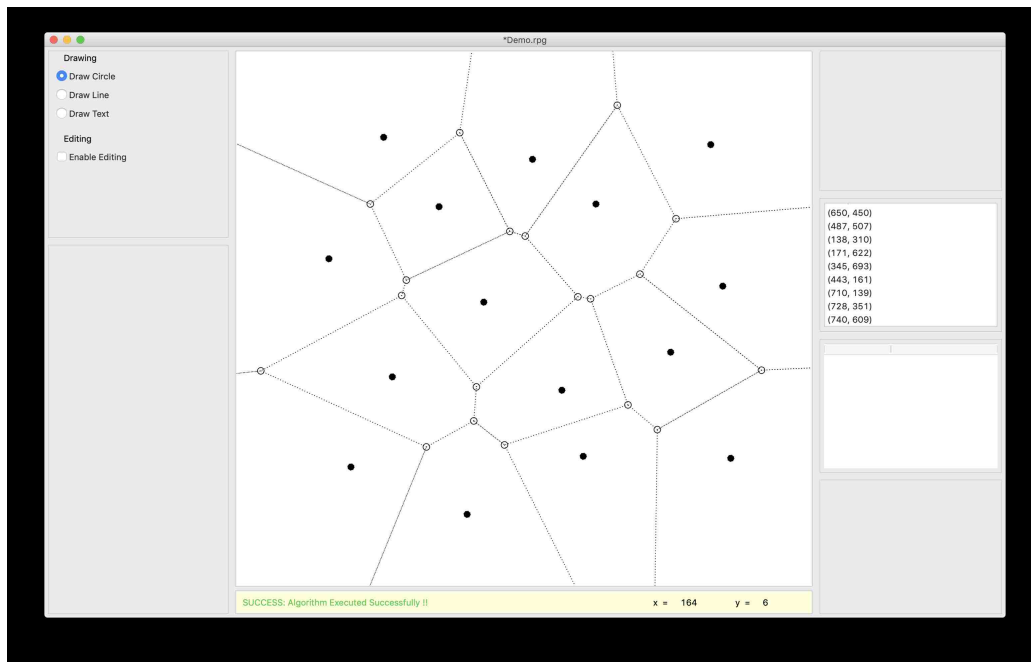 *Demo.rpg
Drawing
Draw Circle
Draw Line
Draw Text
Editing
Enable Editing
(650, 450)
(487, 507)
(138, 310)
(171, 622)
(345, 693)
(443, 161)
(710, 139)
(728, 351)
(740, 609)
SUCCESS: Algorithm Executed Successfully !! x = 164 y = 6